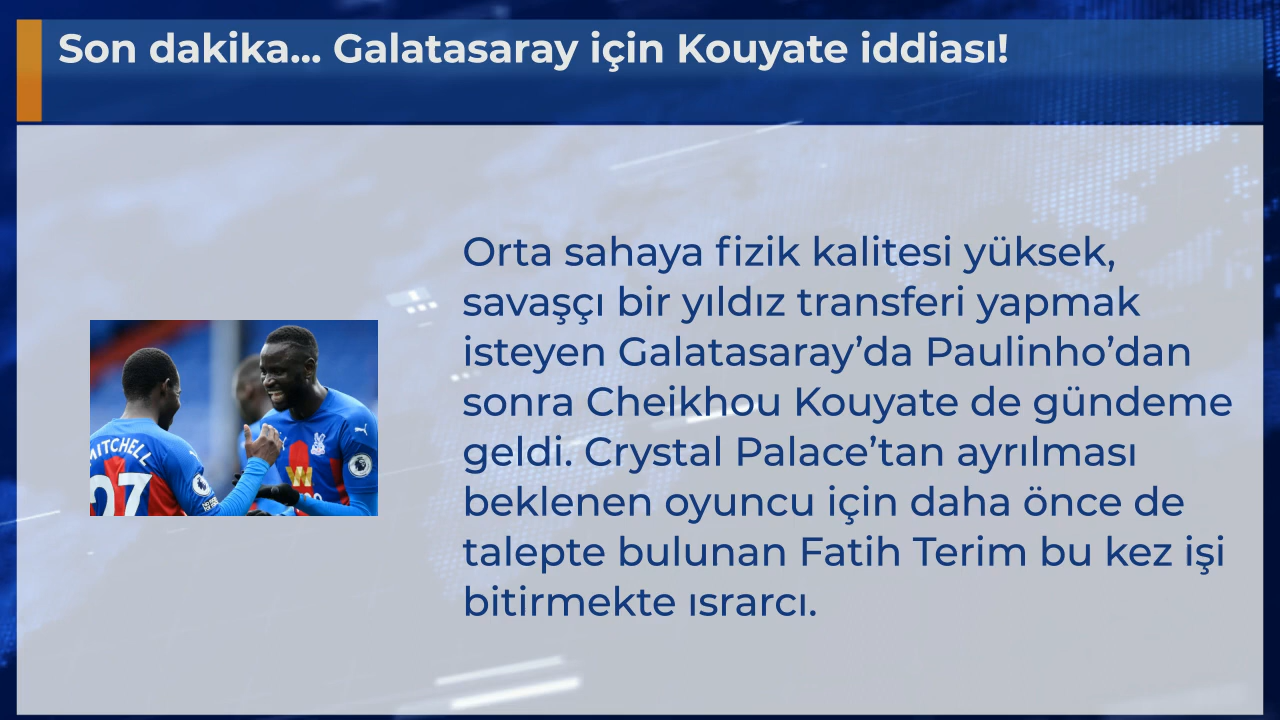 Son dakika... Galatasaray için Kouyate iddiası!
Orta sahaya fizik kalitesi yüksek,
savaşçı bir yıldız transferi yapmak
isteyen Galatasaray’da Paulinho’dan
sonra Cheikhou Kouyate de gündeme
geldi. Crystal Palace’tan ayrılması
beklenen oyuncu için daha önce de
talepte bulunan Fatih Terim bu kez işi
bitirmekte ısrarcı.
MITCHELL
27